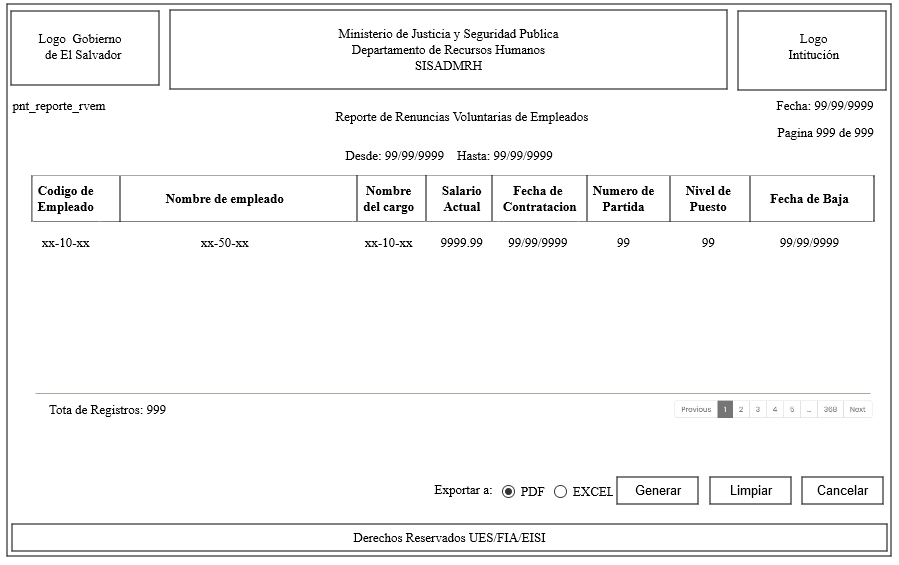 Logo Gobierno
de El Salvador
Ministerio de Justicia y Seguridad Publica
Departamento de Recursos Humanos
SISADMRH
Logo
Intitución
pnt_reporte_rvem
Fecha: 99/99/9999
Reporte de Renuncias Voluntarias de Empleados
Pagina 999 de 999
Desde: 99/99/9999 Hasta: 99/99/9999
Codigo de
Empleado
Nombre de empleado
Nombre
del cargo
Salario
Actual
Fecha de
Contratacion
Numero de
Partida
Nivel de
Puesto
Fecha de Baja
xx-10-xx xx-50-xx xx-10-xx 9999.99 99/99/9999 99 99 99/99/9999
Tota de Registros: 999
Previous 1 2 3 4 5 ... 368 Next
Exportar a: PDF EXCEL Generar Limpiar Cancelar
Derechos Reservados UES/FIA/EISI